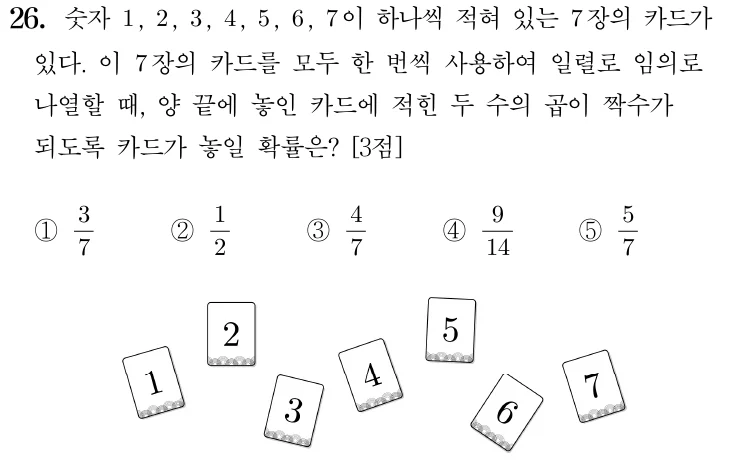 26. 숫자 1, 2, 3, 4, 5, 6, 7이 하나씩 적혀 있는 7장의 카드가
있다. 이 7장의 카드를 모두 한 번씩 사용하여 일렬로 임의로
나열할 때, 양 끝에 놓인 카드에 적힌 두 수의 곱이 짝수가
되도록 카드가 놓일 확률은? [3점]
① 3/7 ② 1/2 ③ 4/7 ④ 9/14 ⑤ 5/7
1 2 3 4 5 6 7